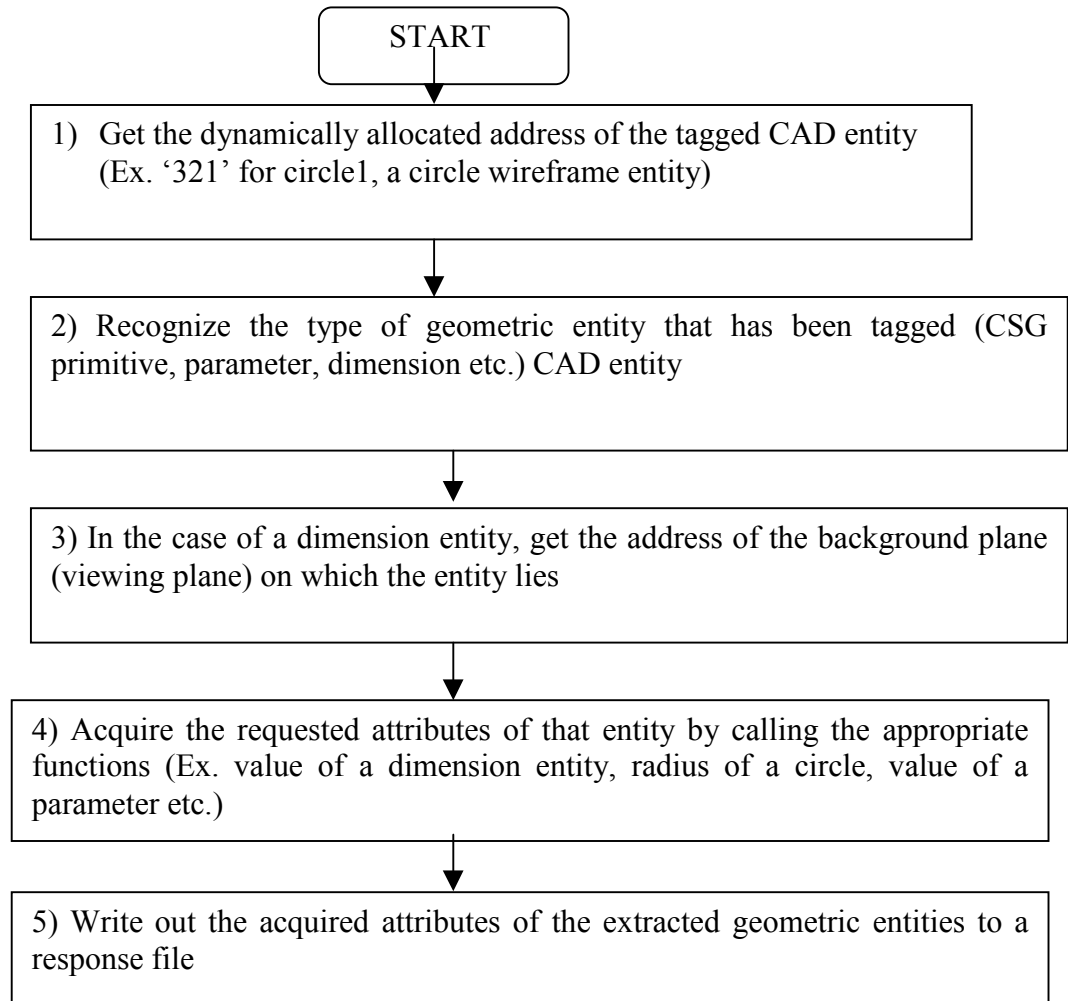 START
1) Get the dynamically allocated address of the tagged CAD entity
(Ex. ‘321’ for circle1, a circle wireframe entity)
2) Recognize the type of geometric entity that has been tagged (CSG
primitive, parameter, dimension etc.) CAD entity
3) In the case of a dimension entity, get the address of the background plane
(viewing plane) on which the entity lies
4) Acquire the requested attributes of that entity by calling the appropriate
functions (Ex. value of a dimension entity, radius of a circle, value of a
parameter etc.)
5) Write out the acquired attributes of the extracted geometric entities to a
response file